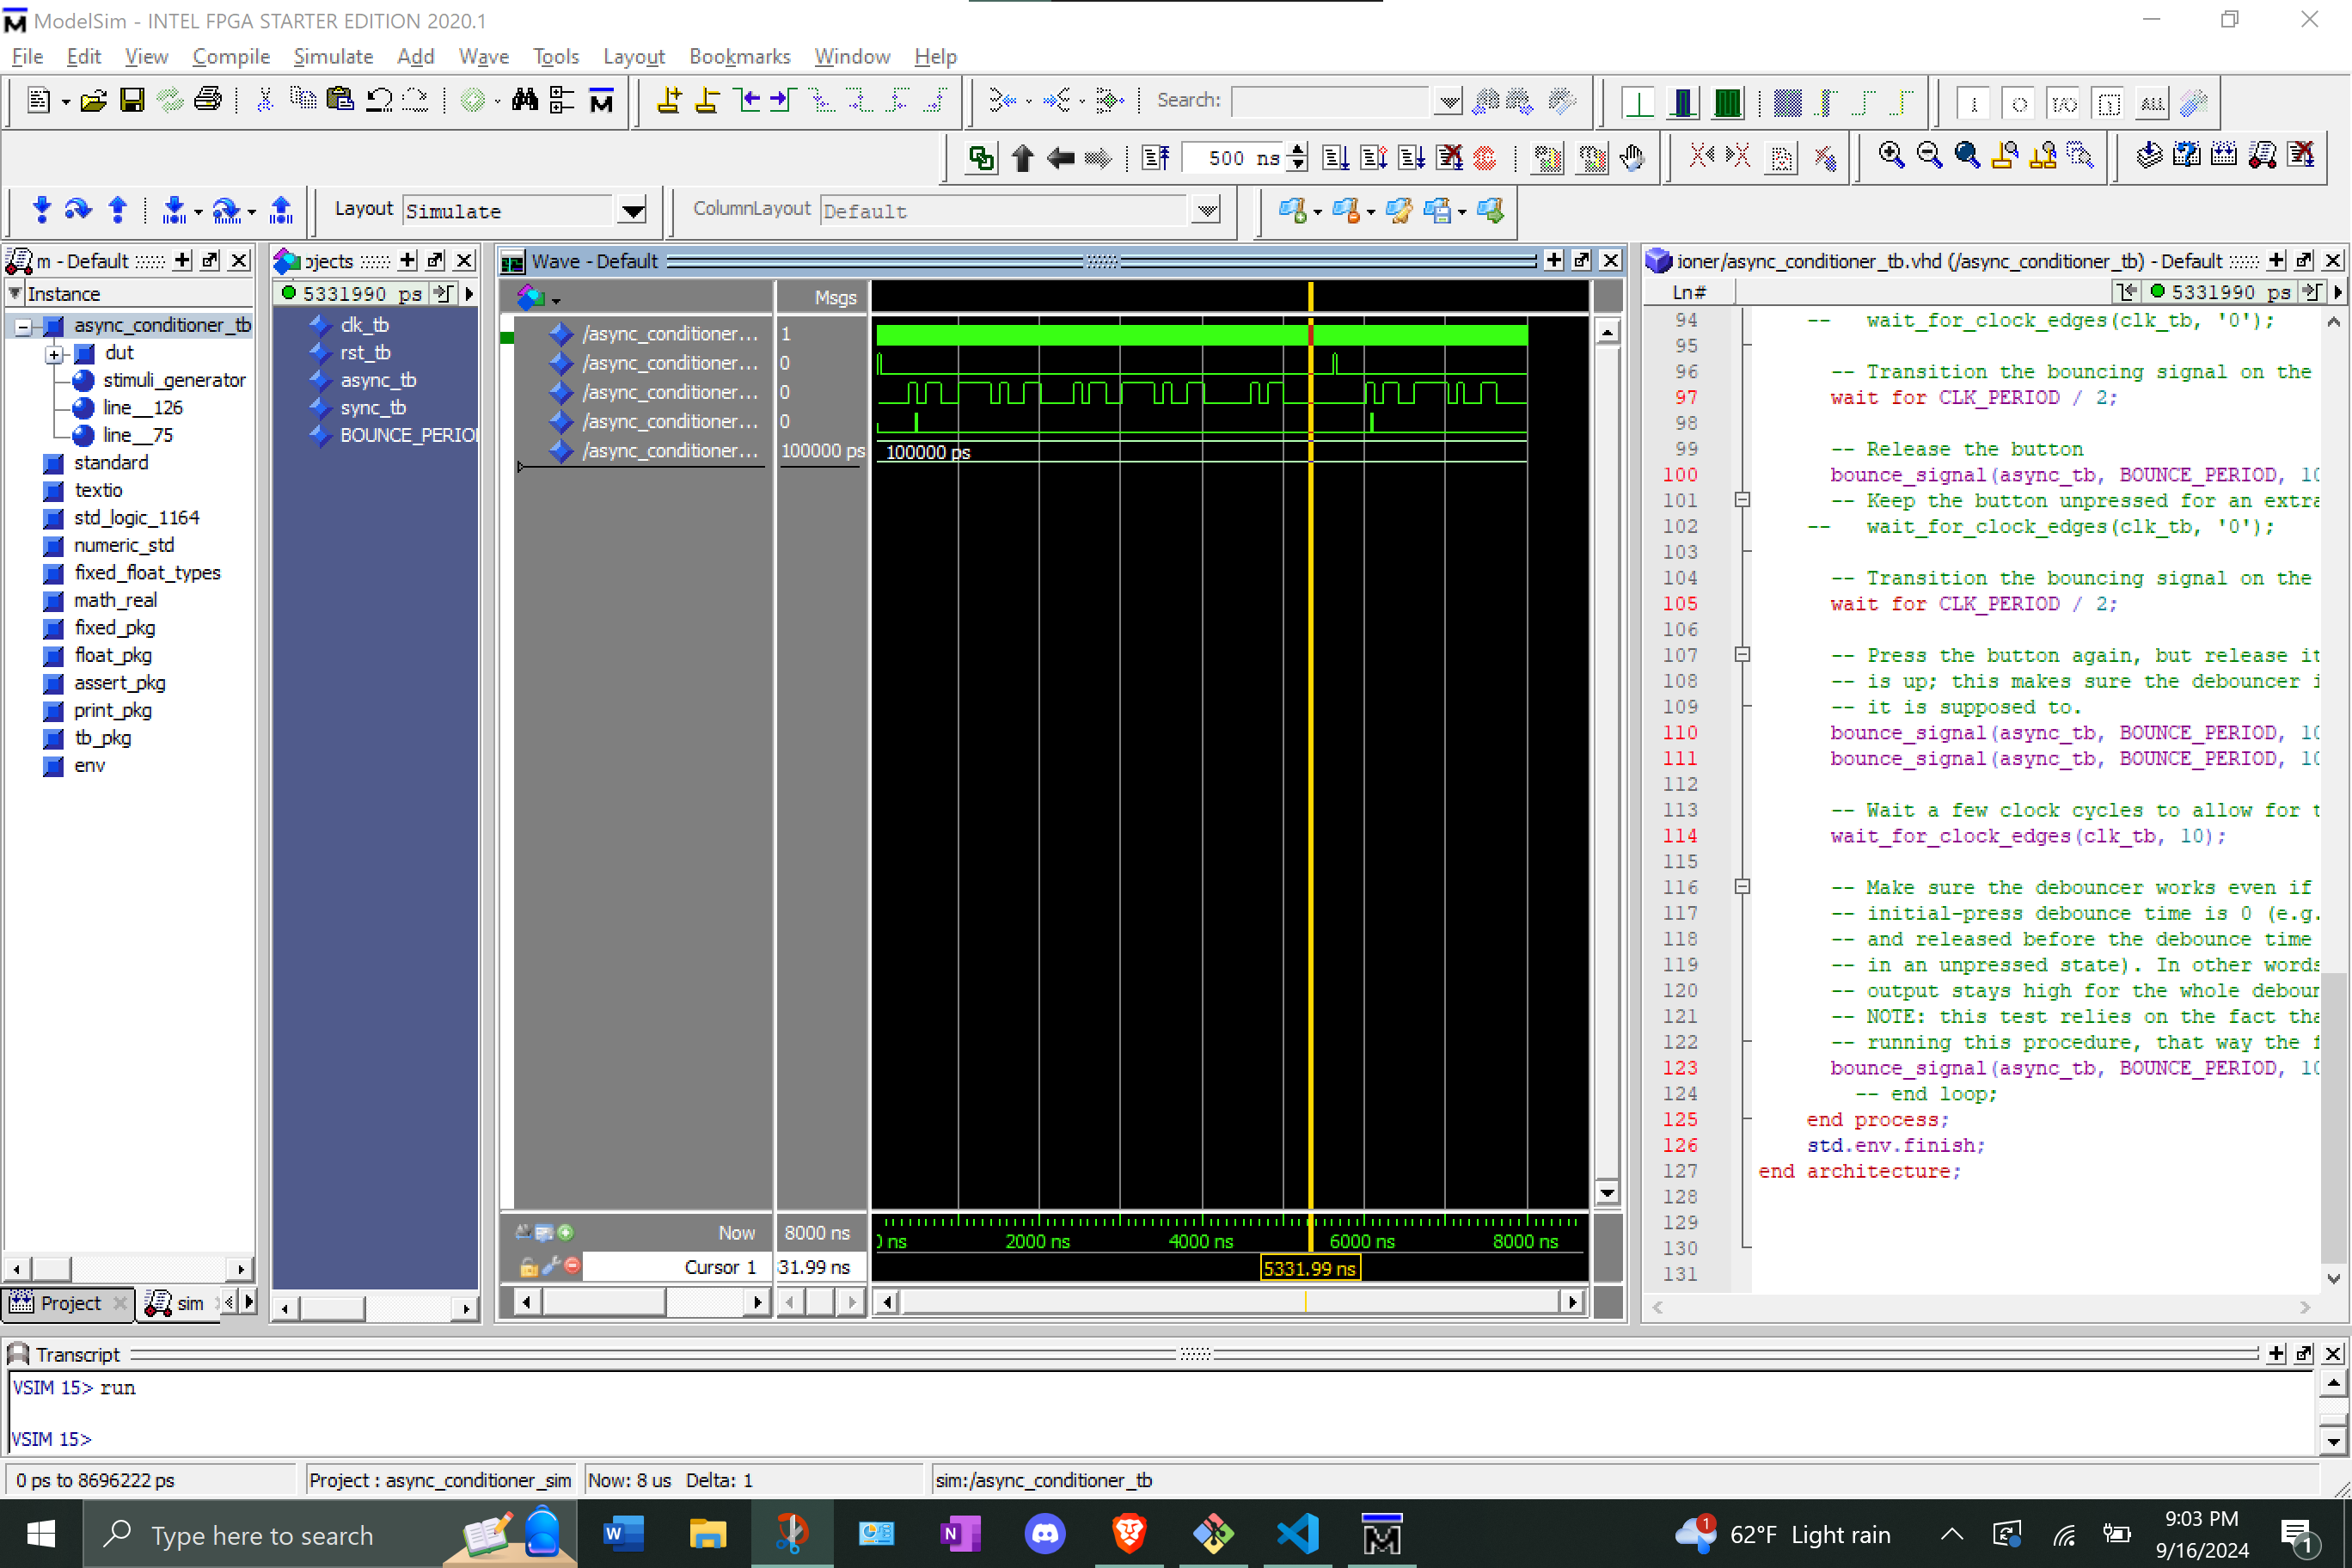 ModelSim - INTEL FPGA STARTER EDITION 2020.1
File Edit View Compile Simulate Add Wave Tools Layout Bookmarks Window Help
Search:
500 ns
Layout Simulate
ColumnLayout Default
m - Default
Instance
async_conditioner_tb
dut
stimuli_generator
line__126
line__75
standard
textio
std_logic_1164
numeric_std
fixed_float_types
math_real
fixed_pkg
float_pkg
assert_pkg
print_pkg
tb_pkg
env
Project
sim
jects
5331990 ps
clk_tb
rst_tb
async_tb
sync_tb
BOUNCE_PERIO
Wave - Default
Msgs
/async_conditioner... 1
/async_conditioner... 0
/async_conditioner... 0
/async_conditioner... 0
/async_conditioner... 100000 ps 100000 ps
Now 8000 ns
Cursor 1 31.99 ns
0 ns 2000 ns 4000 ns 6000 ns 8000 ns
5331.99 ns
ioner/async_conditioner_tb.vhd (/async_conditioner_tb) - Default
Ln# 5331990 ps
94 -- wait_for_clock_edges(clk_tb, '0');
95
96 -- Transition the bouncing signal on the
97 wait for CLK_PERIOD / 2;
98
99 -- Release the button
100 bounce_signal(async_tb, BOUNCE_PERIOD, 10
101 -- Keep the button unpressed for an extra
102 -- wait_for_clock_edges(clk_tb, '0');
103
104 -- Transition the bouncing signal on the
105 wait for CLK_PERIOD / 2;
106
107 -- Press the button again, but release it
108 -- is up; this makes sure the debouncer i
109 -- it is supposed to.
110 bounce_signal(async_tb, BOUNCE_PERIOD, 10
111 bounce_signal(async_tb, BOUNCE_PERIOD, 10
112
113 -- Wait a few clock cycles to allow for t
114 wait_for_clock_edges(clk_tb, 10);
115
116 -- Make sure the debouncer works even if
117 -- initial-press debounce time is 0 (e.g.
118 -- and released before the debounce time
119 -- in an unpressed state). In other words
120 -- output stays high for the whole deboun
121 -- NOTE: this test relies on the fact tha
122 -- running this procedure, that way the f
123 bounce_signal(async_tb, BOUNCE_PERIOD, 10
124 -- end loop;
125 end process;
126 std.env.finish;
127 end architecture;
128
129
130
131
Transcript
VSIM 15> run
VSIM 15>
0 ps to 8696222 ps Project : async_conditioner_sim Now: 8 us Delta: 1 sim:/async_conditioner_tb
Type here to search
1 62°F Light rain
9:03 PM
9/16/2024
1